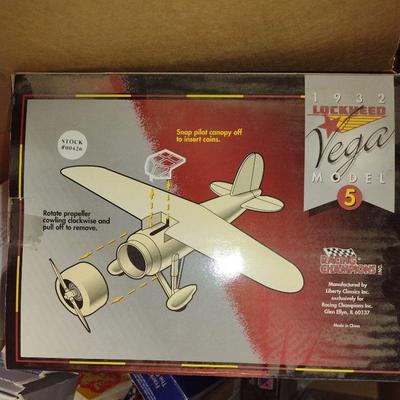 1932
LOCKHEED
Vega
MODEL
5
STOCK
#00426
Snap pilot canopy off
to insert coins.
Rotate propeller
cowling clockwise and
pull off to remove.
RACING
CHAMPIONS INC.
Manufactured by
Liberty Classics Inc.
exclusively for
Racing Champions Inc.
Glen Ellyn, IL 60137
Made in China